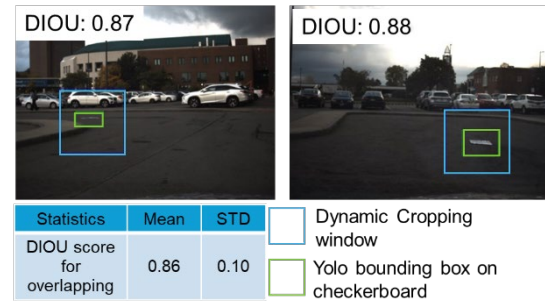 DIOU: 0.87
DIOU: 0.88
Statistics Mean STD
DIOU score
for
overlapping
0.86 0.10
Dynamic Cropping
window
Yolo bounding box on
checkerboard